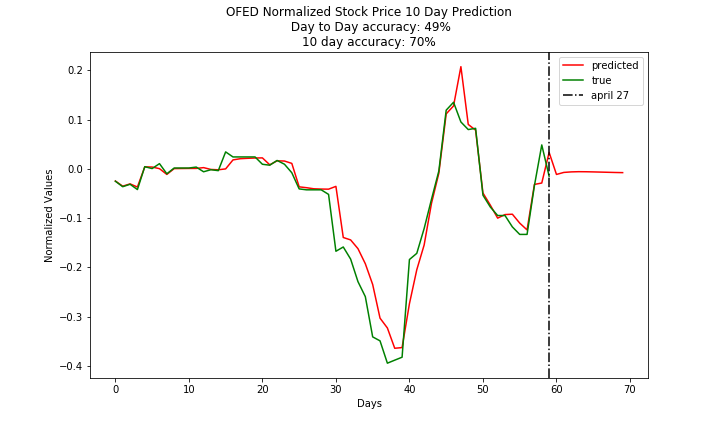 OFED Normalized Stock Price 10 Day Prediction
Day to Day accuracy: 49%
10 day accuracy: 70%
predicted
true
april 27
Normalized Values
0.2
0.1
0.0
−0.1
−0.2
−0.3
−0.4
0 10 20 30 40 50 60 70
Days